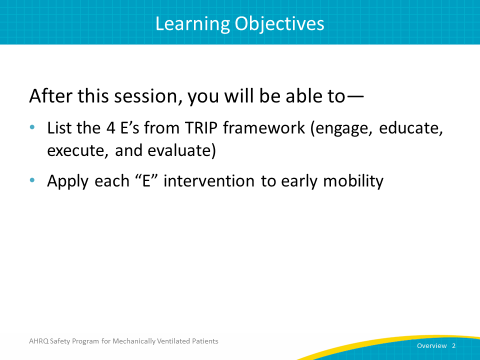 Learning Objectives
After this session, you will be able to—
• List the 4 E’s from TRIP framework (engage, educate,
execute, and evaluate)
• Apply each “E” intervention to early mobility
AHRQ Safety Program for Mechanically Ventilated Patients
Overview 2